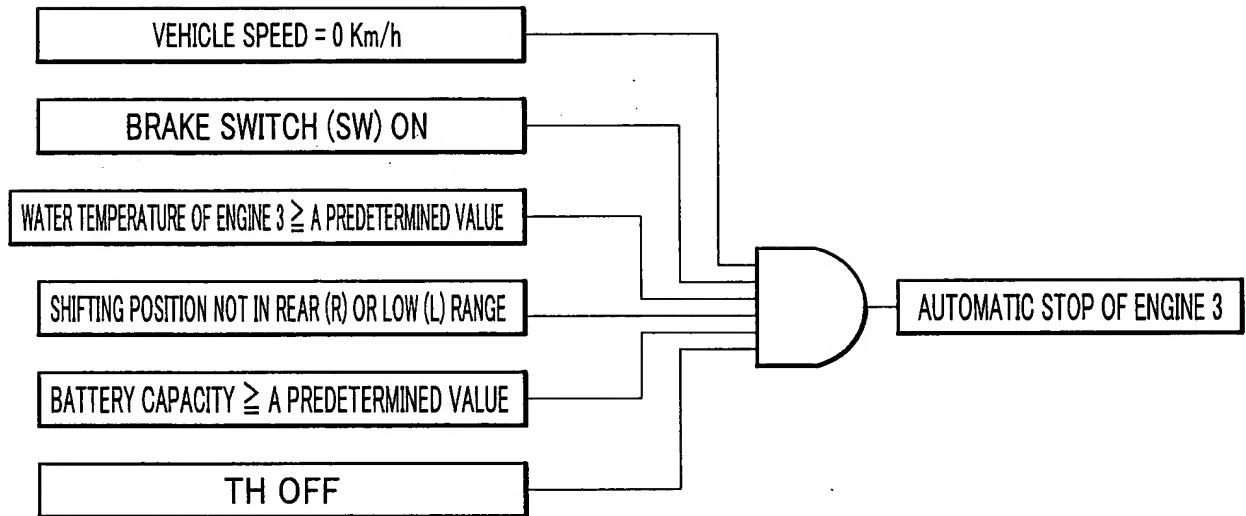 VEHICLE SPEED = 0 Km/h
BRAKE SWITCH (SW) ON
WATER TEMPERATURE OF ENGINE 3 ≧ A PREDETERMINED VALUE
SHIFTING POSITION NOT IN REAR (R) OR LOW (L) RANGE
BATTERY CAPACITY ≧ A PREDETERMINED VALUE
TH OFF
AUTOMATIC STOP OF ENGINE 3